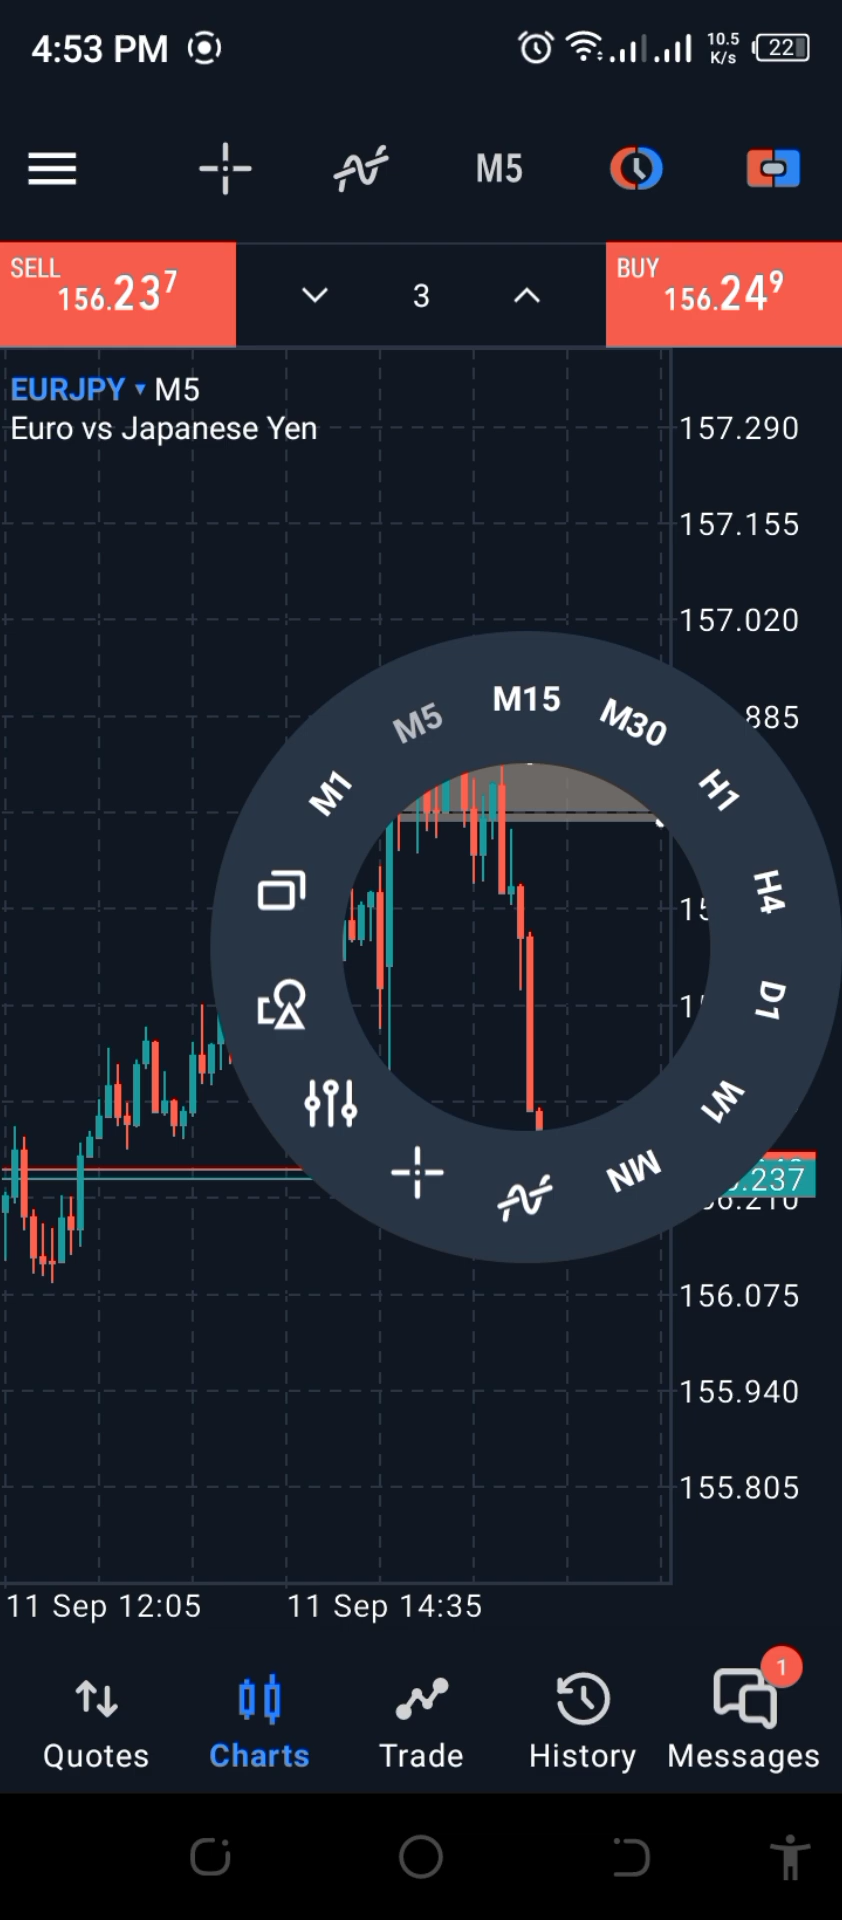 4:53 PM 10.5 K/s 22
M5
SELL 156.237 3 BUY 156.249
EURJPY ▾ M5
Euro vs Japanese Yen
157.290
157.155
157.020
885
M1 M5 M15 M30 H1 H4 D1 W1 MN
.237
156.075
155.940
155.805
11 Sep 12:05 11 Sep 14:35
1
Quotes Charts Trade History Messages